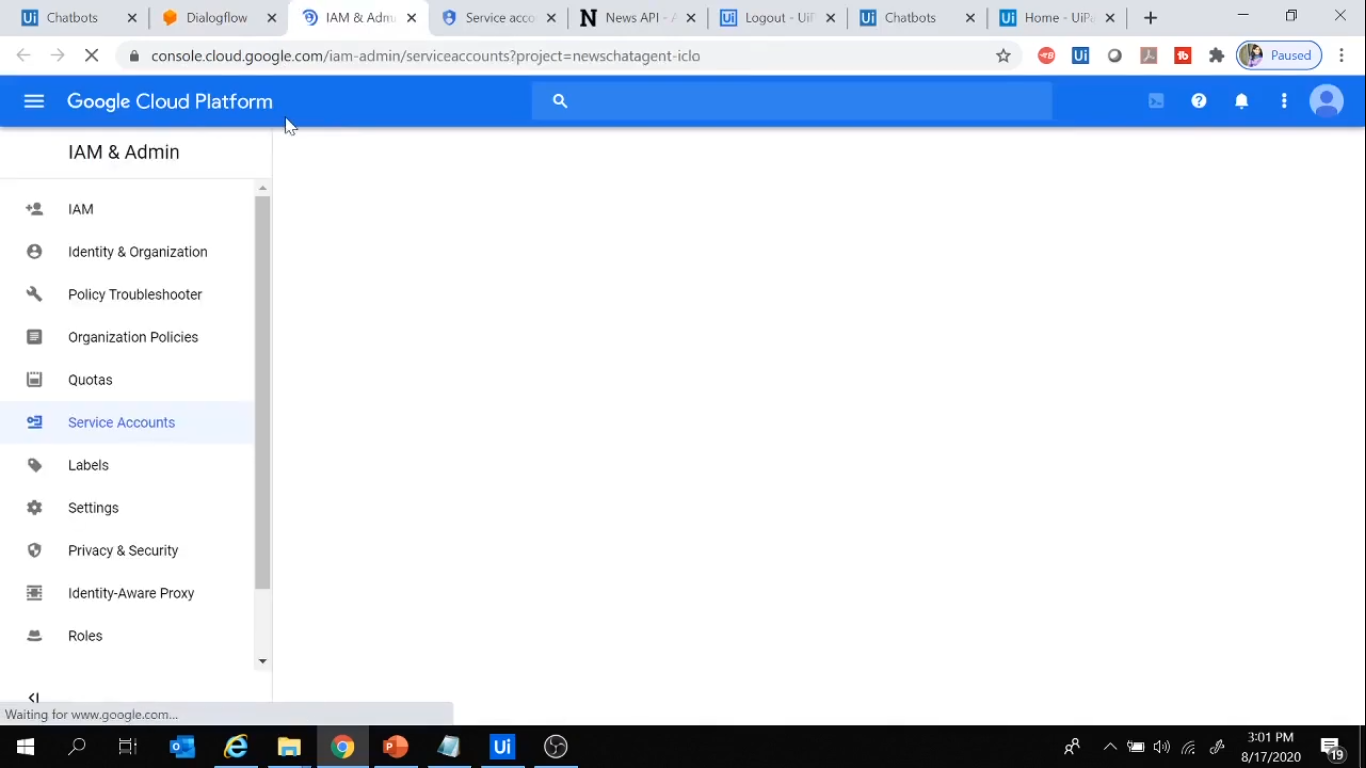 Chatbots
Dialogflow
IAM & Adm
Service acco
News API - A
Logout - UiP
Chatbots
Home - UiPa
console.cloud.google.com/iam-admin/serviceaccounts?project=newschatagent-iclo
Paused
Google Cloud Platform
IAM & Admin
IAM
Identity & Organization
Policy Troubleshooter
Organization Policies
Quotas
Service Accounts
Labels
Settings
Privacy & Security
Identity-Aware Proxy
Roles
Waiting for www.google.com...
Ui
3:01 PM
8/17/2020
19